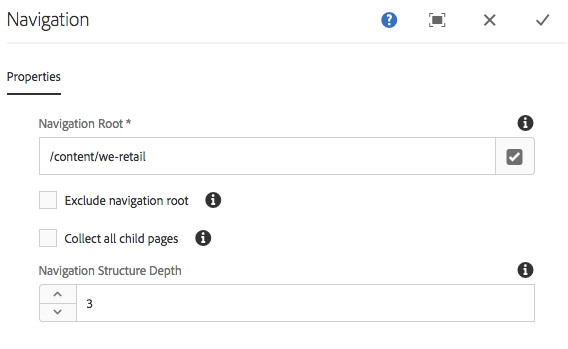 Navigation
Properties
Navigation Root *
/content/we-retail
Exclude navigation root
Collect all child pages
Navigation Structure Depth
3